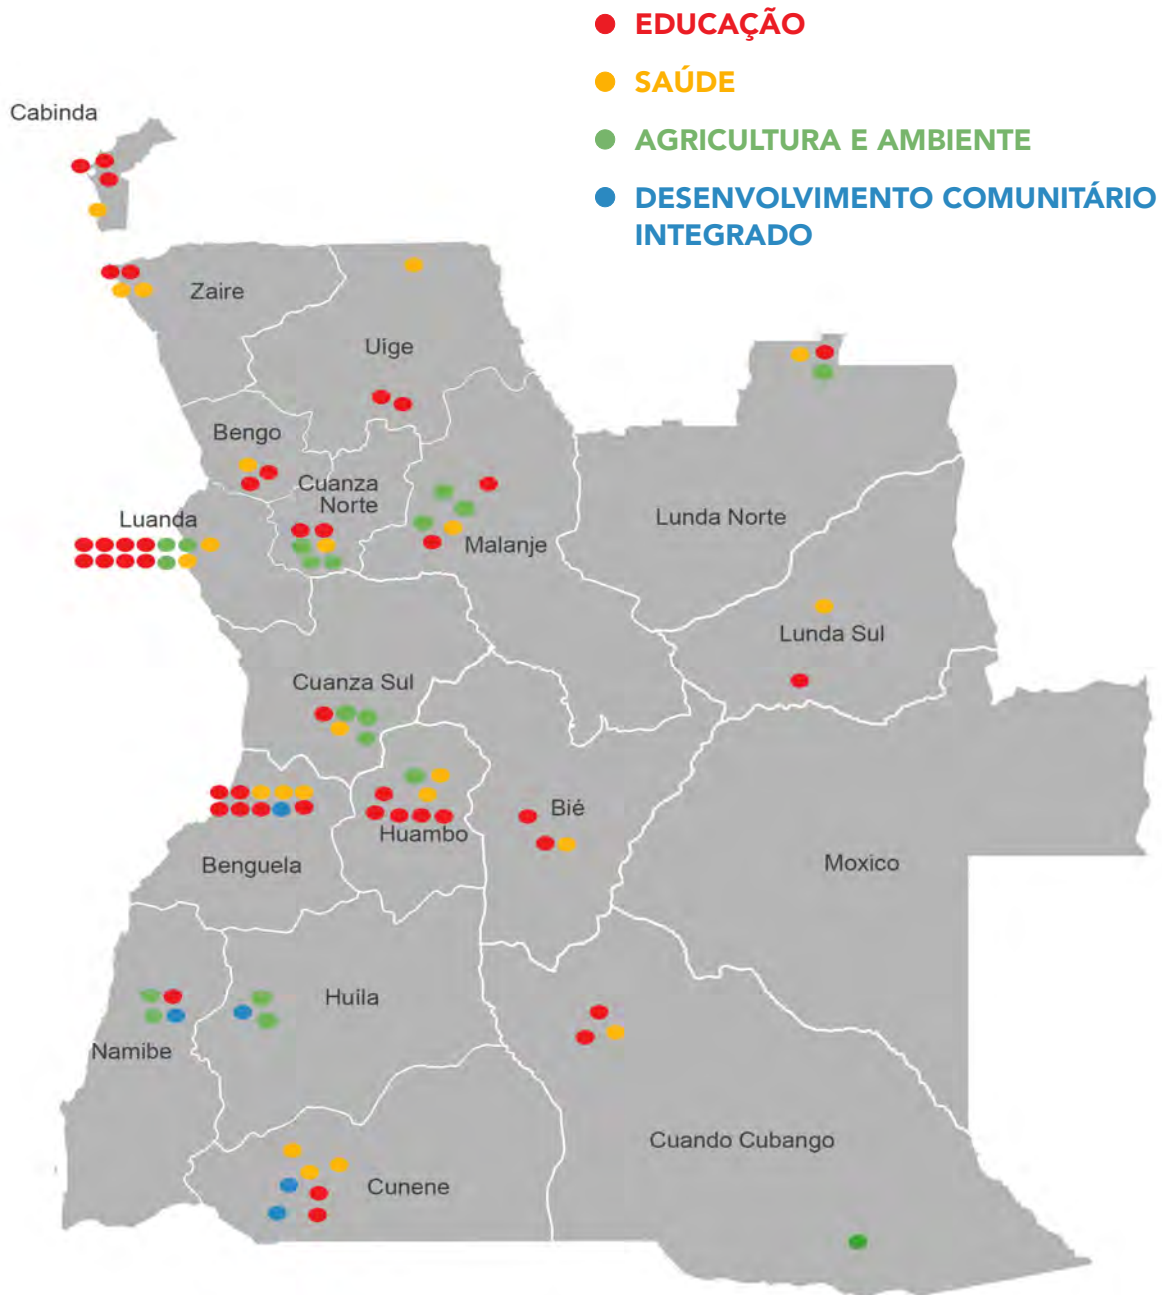 EDUCAÇÃO
SAÚDE
AGRICULTURA E AMBIENTE
DESENVOLVIMENTO COMUNITÁRIO
INTEGRADO
Cabinda
Zaire
Uige
Bengo
Cuanza
Norte
Luanda
Malanje
Lunda Norte
Lunda Sul
Cuanza Sul
Bié
Huambo
Benguela
Moxico
Huila
Namibe
Cuando Cubango
Cunene